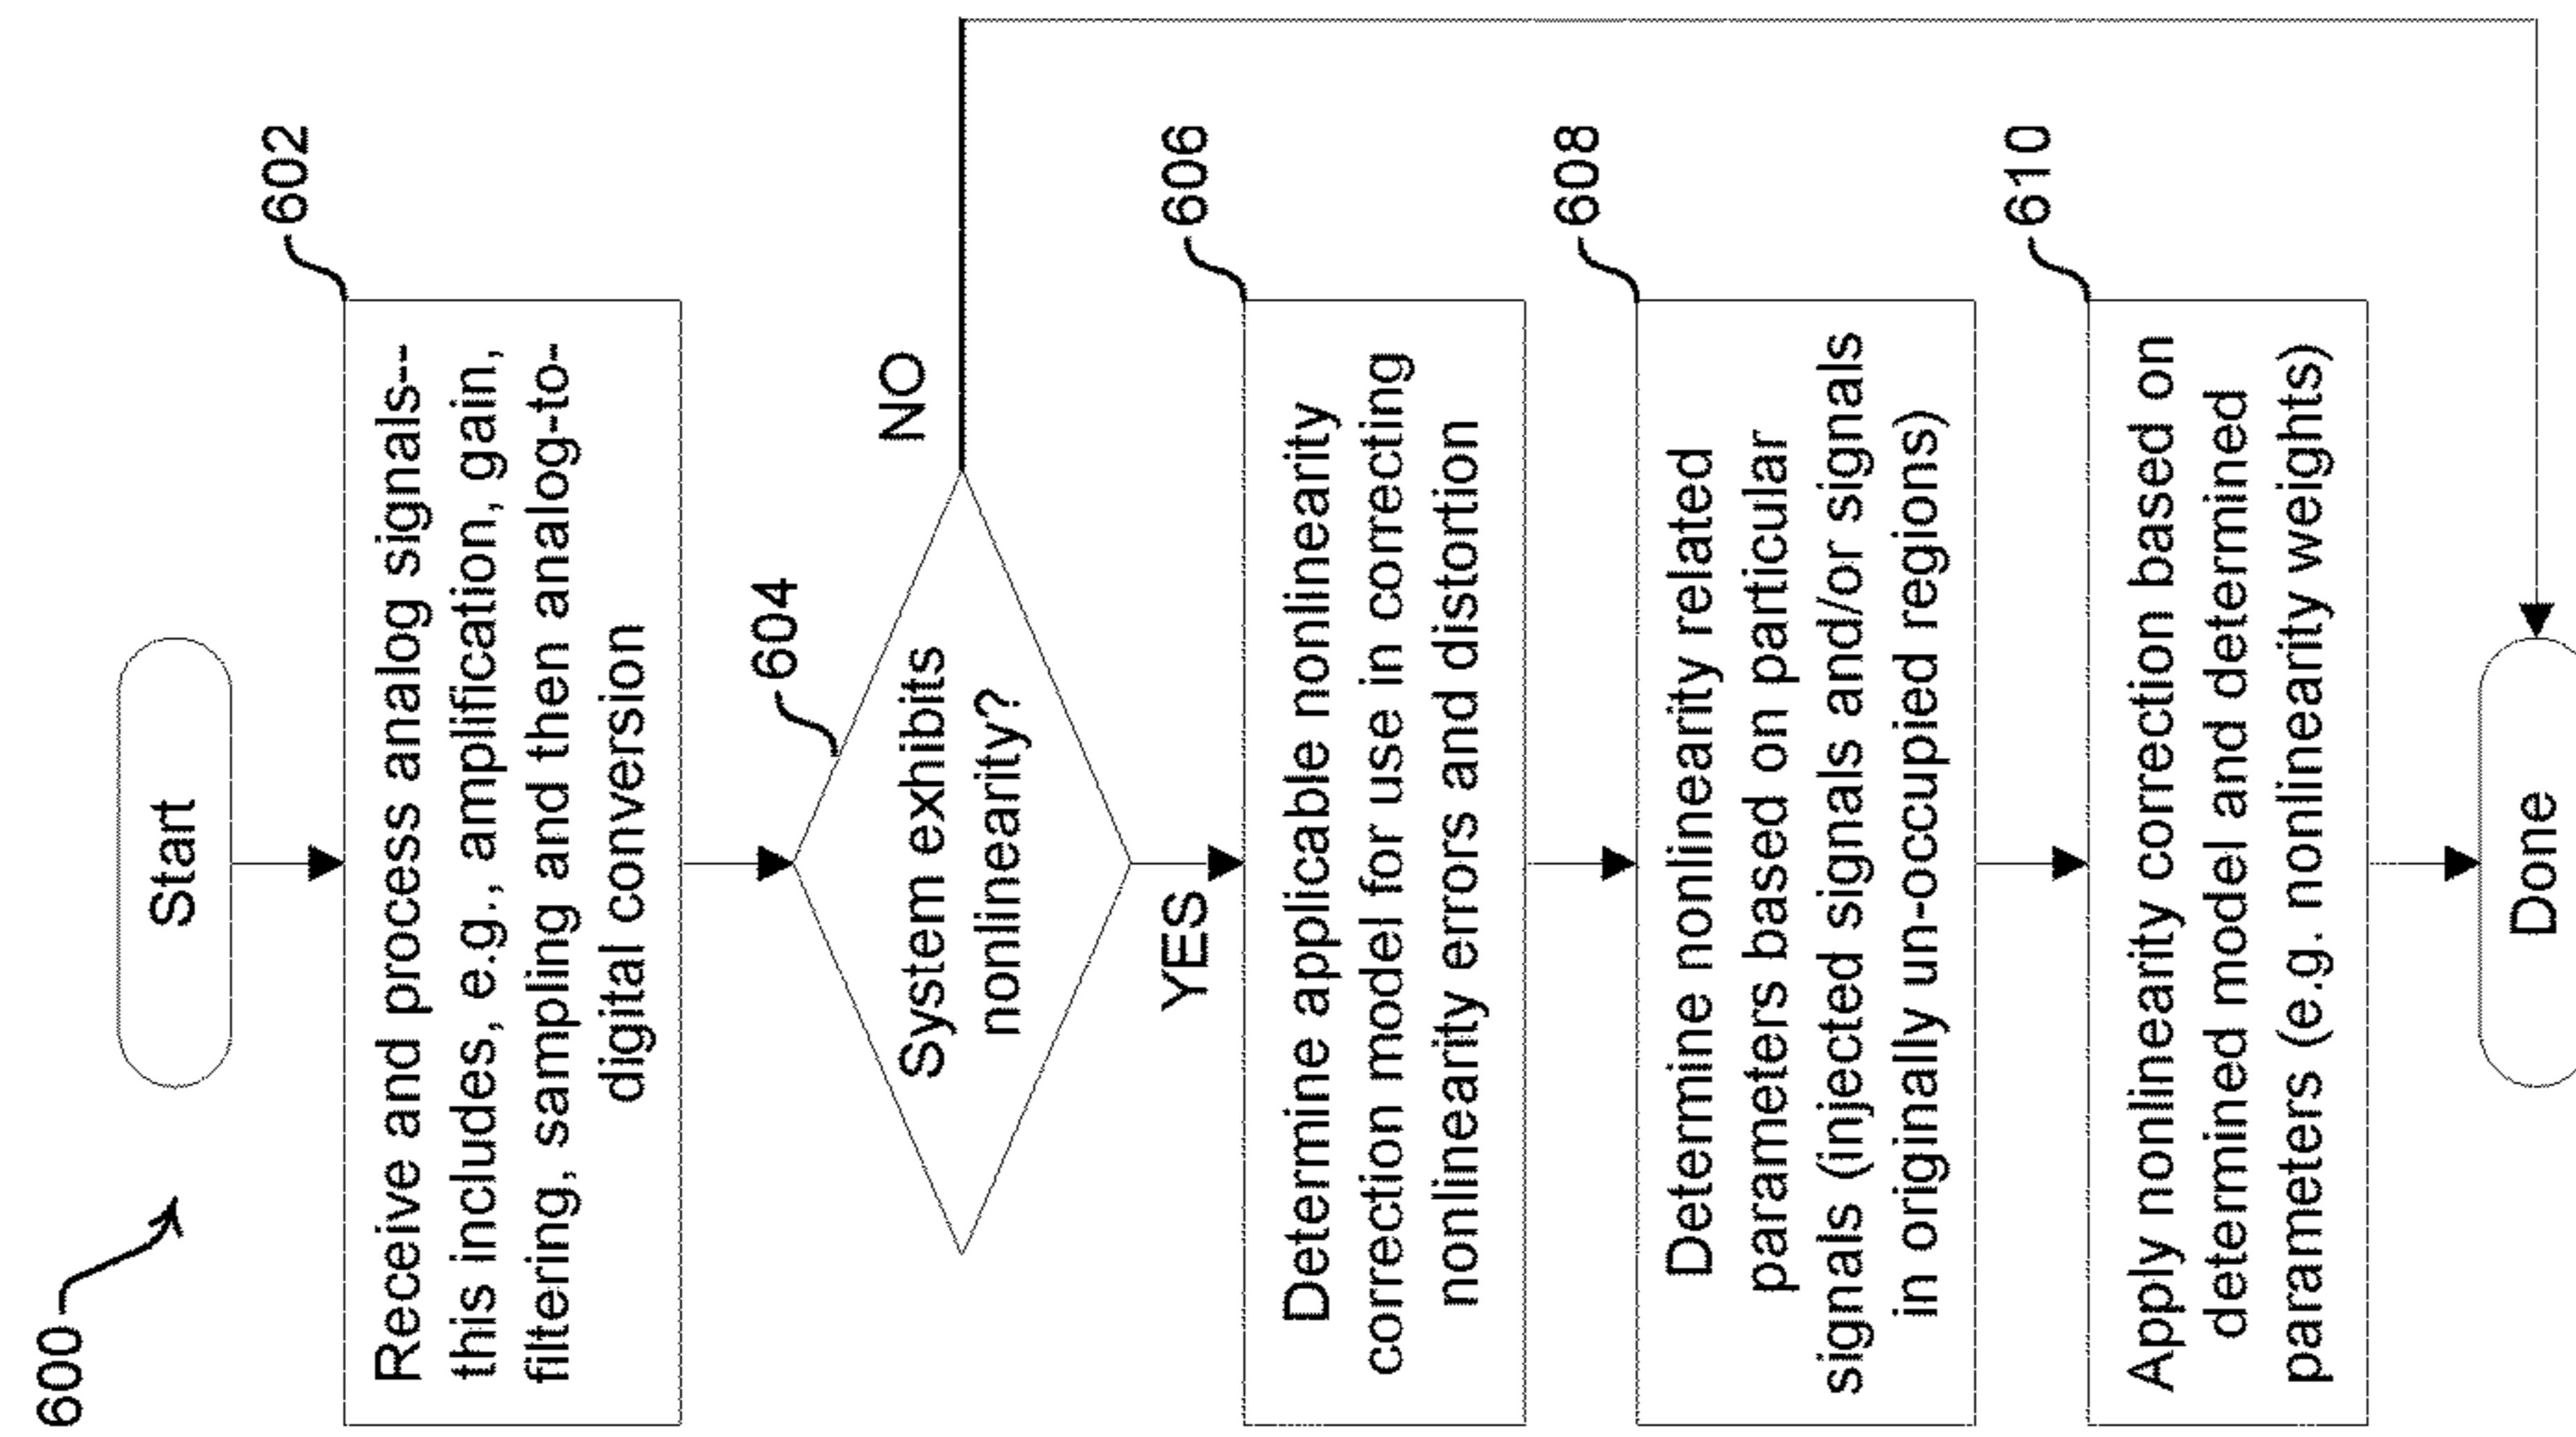 600
Start
602
Receive and process analog signals--
this includes, e.g., amplification, gain,
filtering, sampling and then analog-to-
digital conversion
604
System exhibits
nonlinearity?
NO
YES
606
Determine applicable nonlinearity
correction model for use in correcting
nonlinearity errors and distortion
608
Determine nonlinearity related
parameters based on particular
signals (injected signals and/or signals
in originally un-occupied regions)
610
Apply nonlinearity correction based on
determined model and determined
parameters (e.g. nonlinearity weights)
Done